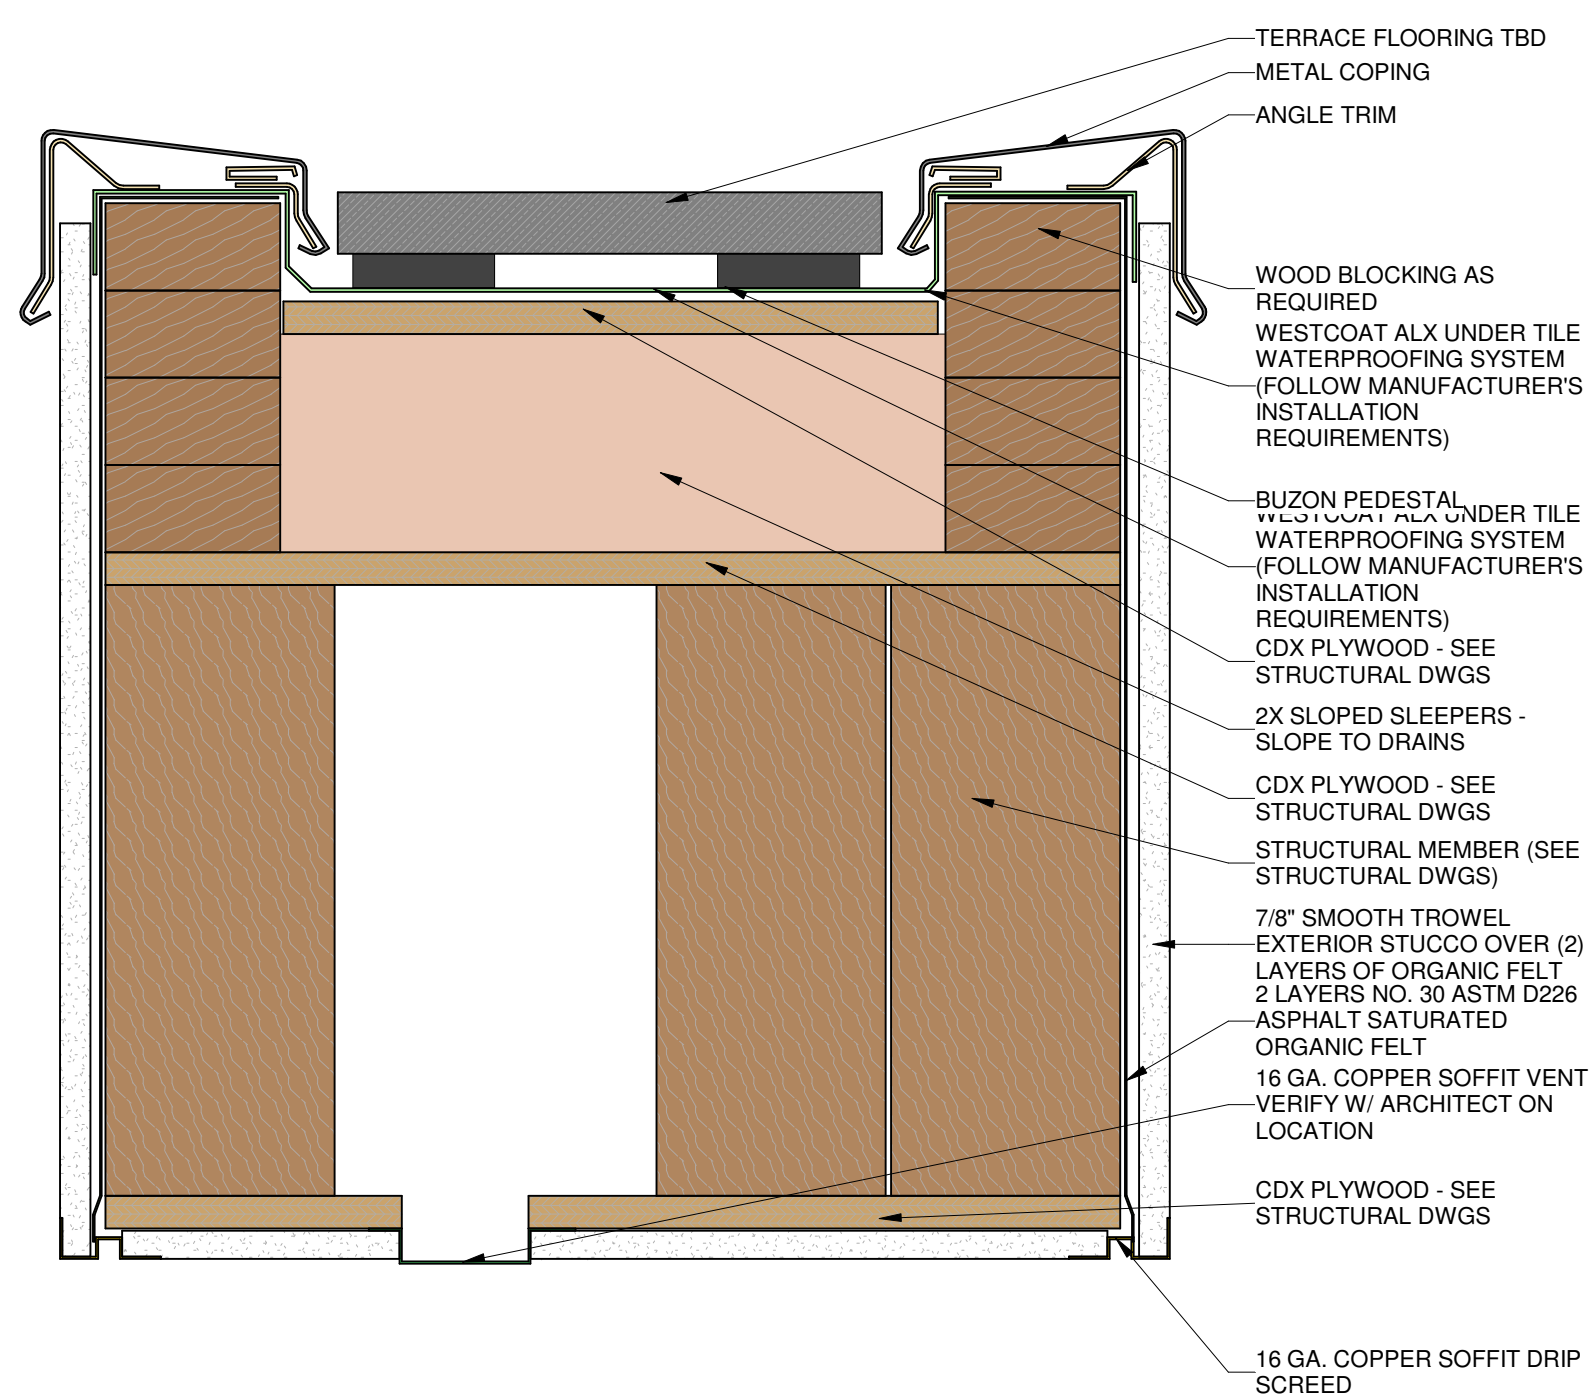 TERRACE FLOORING TBD
METAL COPING
ANGLE TRIM
WOOD BLOCKING AS
REQUIRED
WESTCOAT ALX UNDER TILE
WATERPROOFING SYSTEM
(FOLLOW MANUFACTURER'S
INSTALLATION
REQUIREMENTS)
BUZON PEDESTAL
WESTCOAT ALX UNDER TILE
WATERPROOFING SYSTEM
(FOLLOW MANUFACTURER'S
INSTALLATION
REQUIREMENTS)
CDX PLYWOOD - SEE
STRUCTURAL DWGS
2X SLOPED SLEEPERS -
SLOPE TO DRAINS
CDX PLYWOOD - SEE
STRUCTURAL DWGS
STRUCTURAL MEMBER (SEE
STRUCTURAL DWGS)
7/8" SMOOTH TROWEL
EXTERIOR STUCCO OVER (2)
LAYERS OF ORGANIC FELT
2 LAYERS NO. 30 ASTM D226
ASPHALT SATURATED
ORGANIC FELT
16 GA. COPPER SOFFIT VENT
VERIFY W/ ARCHITECT ON
LOCATION
CDX PLYWOOD - SEE
STRUCTURAL DWGS
16 GA. COPPER SOFFIT DRIP
SCREED